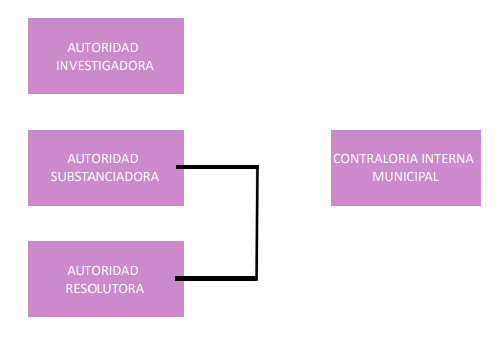 AUTORIDAD
INVESTIGADORA
AUTORIDAD
SUBSTANCIADORA
CONTRALORIA INTERNA
MUNICIPAL
AUTORIDAD
RESOLUTORA